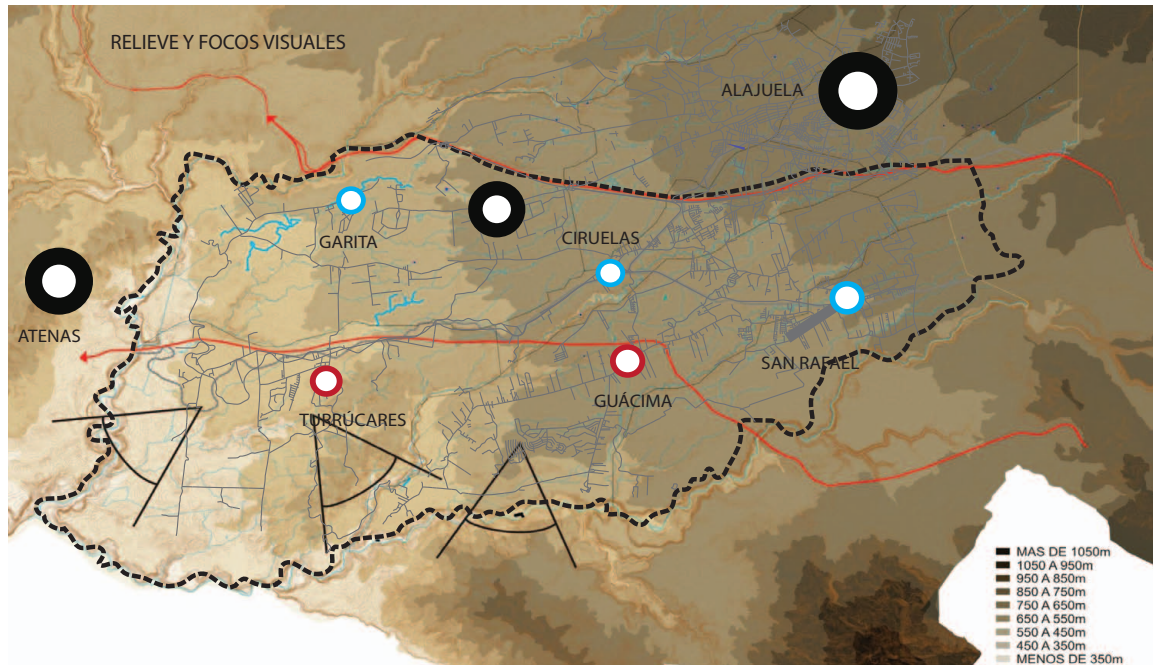 RELIEVE Y FOCOS VISUALES
ALAJUELA
GARITA
CIRUELAS
ATENAS
SAN RAFAEL
TURRÚCARES
GUÁCIMA
MAS DE 1050m
1050 A 950m
950 A 850m
850 A 750m
750 A 650m
650 A 550m
550 A 450m
450 A 350m
MENOS DE 350m